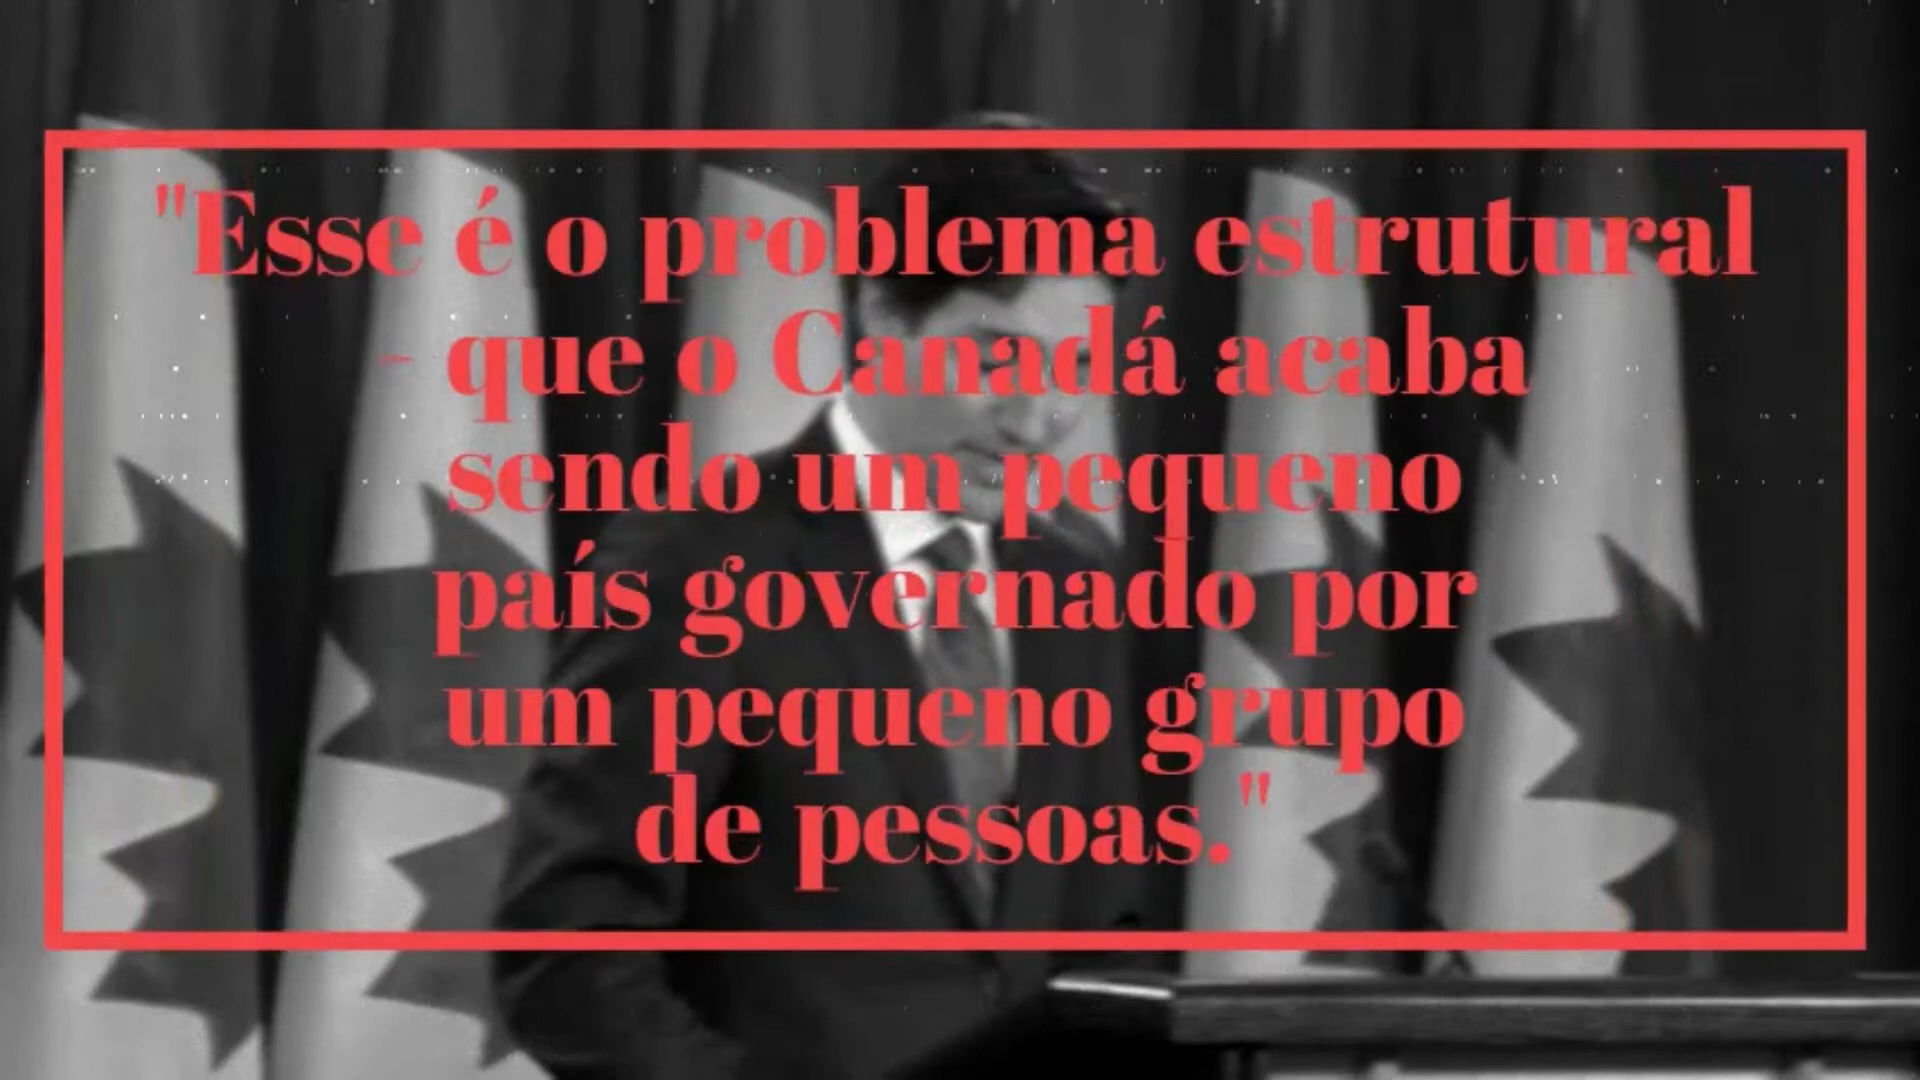 "Esse é o problema estrutural
- que o Canadá acaba
sendo um pequeno
país governado por
um pequeno grupo
de pessoas."